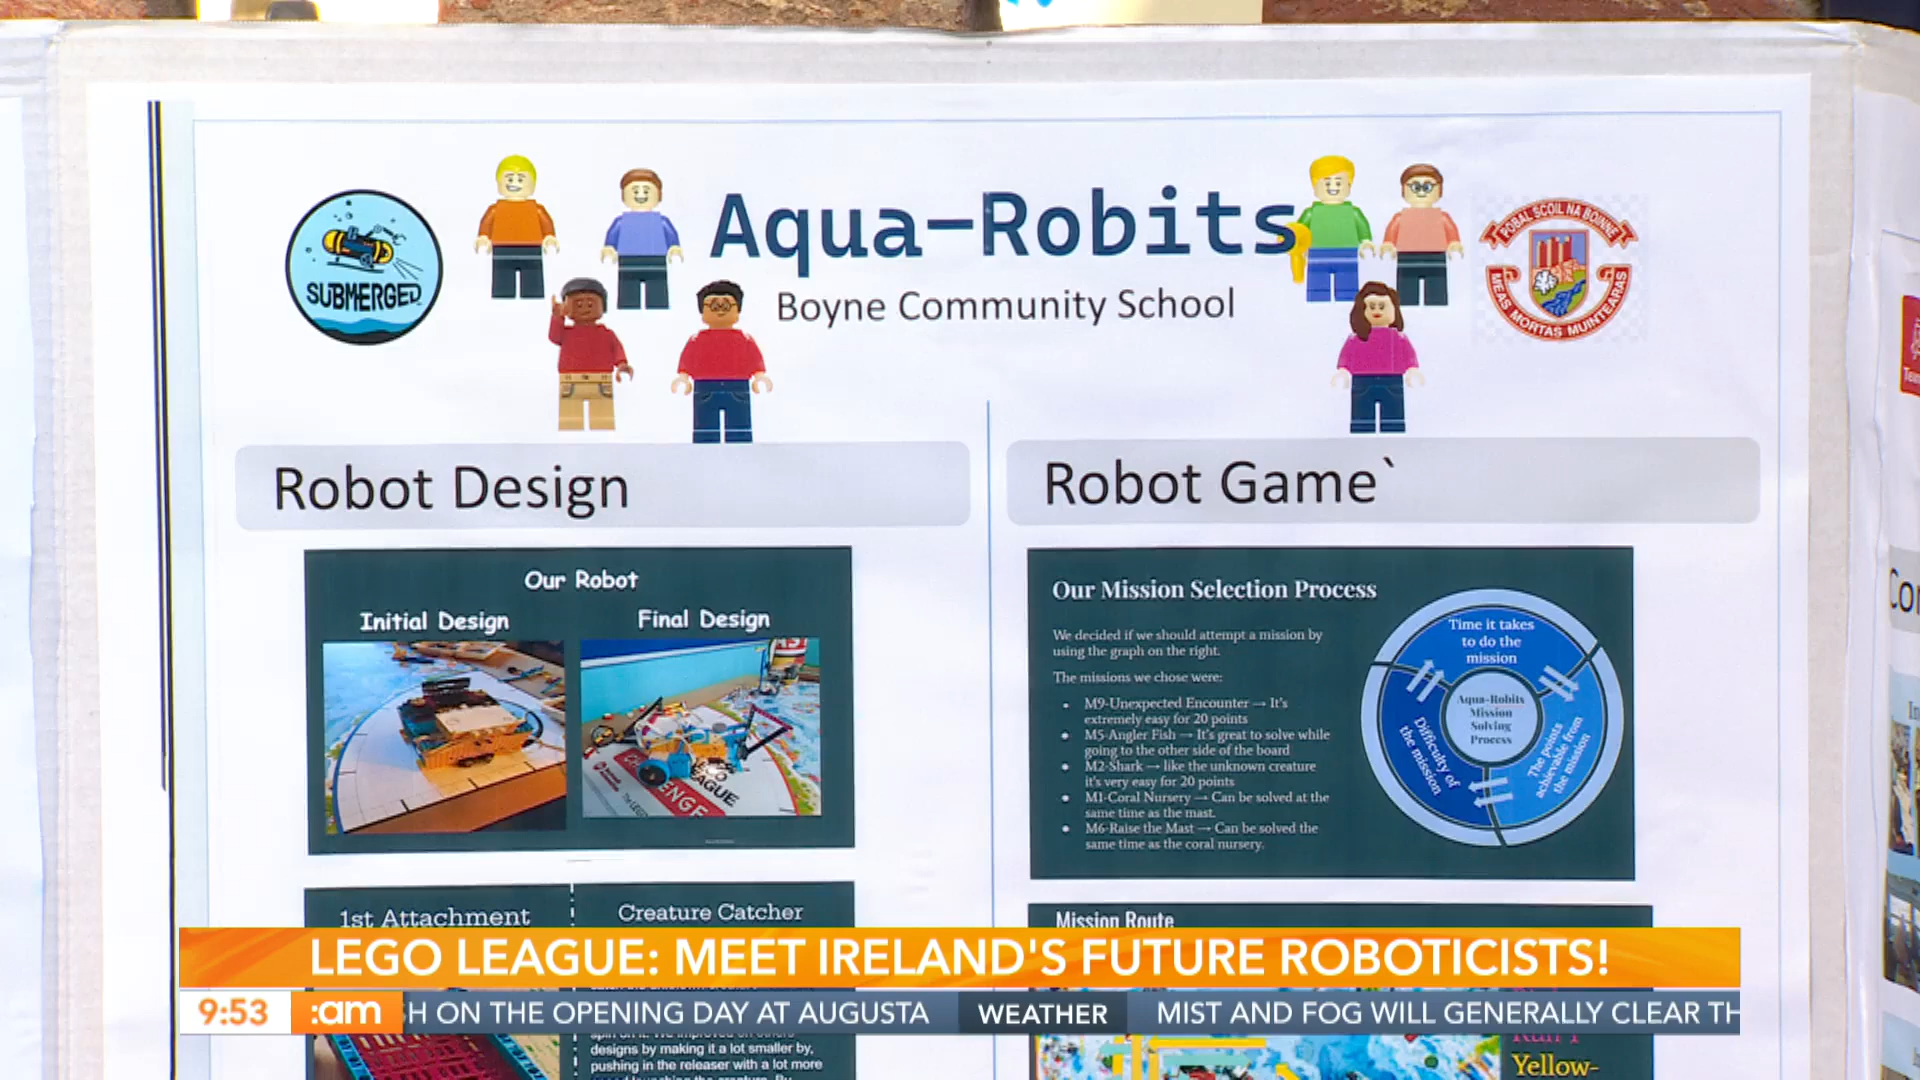 SUBMERGED
Aqua-Robits
Boyne Community School
POBAL SCOIL NA BOINNE
MEAS MORTAS MUINTEARAS
Robot Design
Robot Game`
Our Robot
Initial Design
Final Design
LEGO
LEAGUE
Our Mission Selection Process
We decided if we should attempt a mission by
using the graph on the right.
The missions we chose were:
• M9-Unexpected Encounter → It's
extremely easy for 20 points
• M5-Angler Fish → It's great to solve while
going to the other side of the board
• M2-Shark → like the unknown creature
it's very easy for 20 points
• M1-Coral Nursery → Can be solved at the
same time as the mast.
• M6-Raise the Mast → Can be solved the
same time as the coral nursery.
Time it takes
to do the
mission
Difficulty of
the mission
The points
achievable from
the mission
Aqua-Robits
Mission
Solving
Process
1st Attachment
Creature Catcher
Mission Route
LEGO LEAGUE: MEET IRELAND'S FUTURE ROBOTICISTS!
9:53 :am H ON THE OPENING DAY AT AUGUSTA WEATHER MIST AND FOG WILL GENERALLY CLEAR TH
designs by making it a lot smaller by,
pushing in the releaser with a lot more
Yellow-